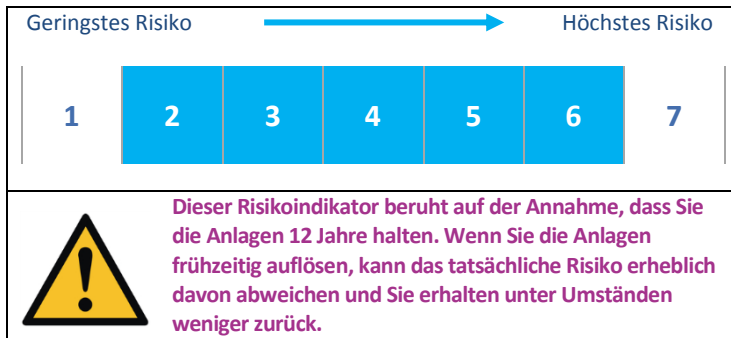 Geringstes Risiko Höchstes Risiko
1 2 3 4 5 6 7
Dieser Risikoindikator beruht auf der Annahme, dass Sie
die Anlagen 12 Jahre halten. Wenn Sie die Anlagen
frühzeitig auflösen, kann das tatsächliche Risiko erheblich
davon abweichen und Sie erhalten unter Umständen
weniger zurück.